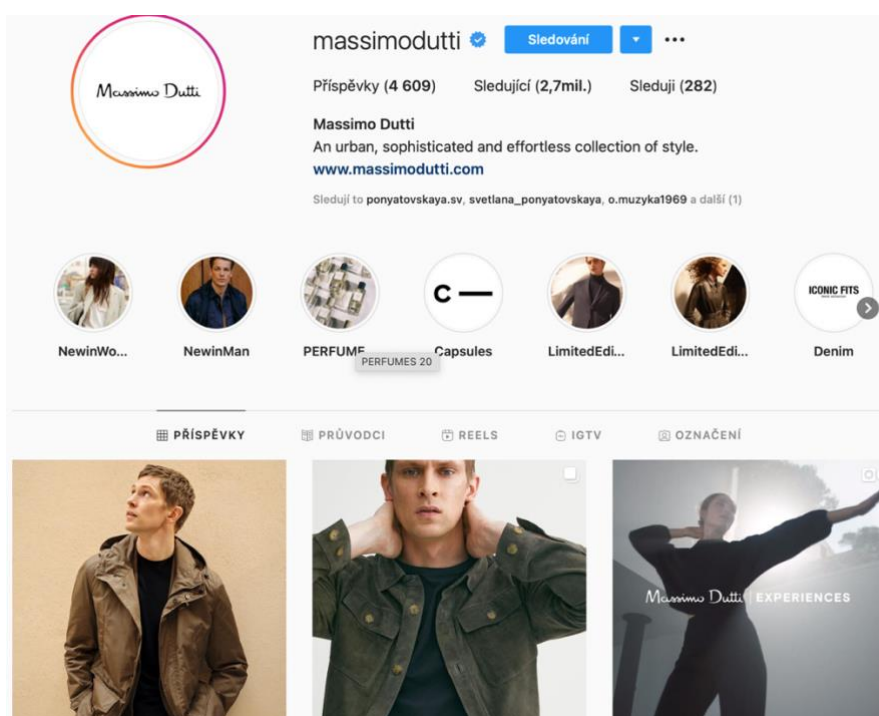 Massimo Dutti
massimodutti
Sledování
Příspěvky (4 609) Sledující (2,7mil.) Sleduji (282)
Massimo Dutti
An urban, sophisticated and effortless collection of style.
www.massimodutti.com
Sledují to ponyatovskaya.sv, svetlana_ponyatovskaya, o.muzyka1969 a další (1)
C —
ICONIC FITS
NewinWo... NewinMan PERFUME Capsules LimitedEdi... LimitedEdi... Denim
PERFUMES 20
PŘÍSPĚVKY PRŮVODCI REELS IGTV OZNAČENÍ
Massimo Dutti | EXPERIENCES